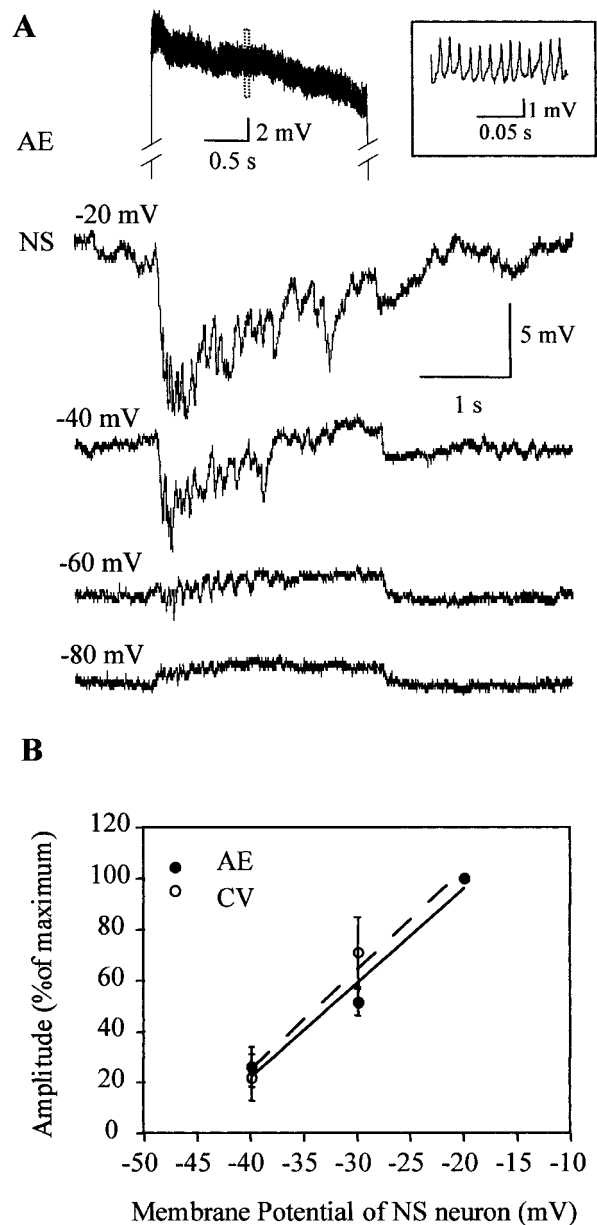 A
AE
2 mV
0.5 s
1 mV
0.05 s
NS
-20 mV
5 mV
1 s
-40 mV
-60 mV
-80 mV
B
Amplitude (%of maximum)
120
100
80
60
40
20
0
AE
CV
-50 -45 -40 -35 -30 -25 -20 -15 -10
Membrane Potential of NS neuron (mV)